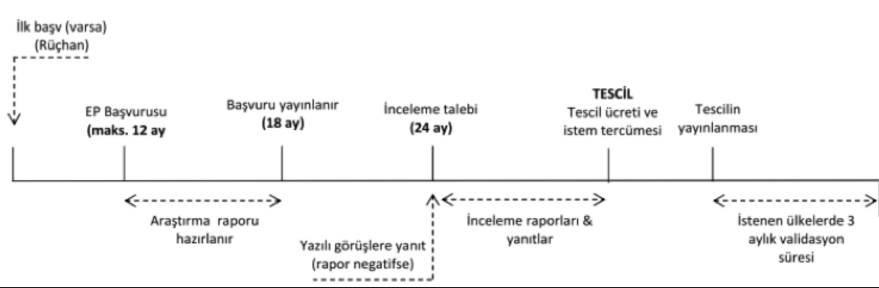 İlk başv (varsa)
(Rüçhan)
EP Başvurusu
(maks. 12 ay
Başvuru yayınlanır
(18 ay)
İnceleme talebi
(24 ay)
TESCİL
Tescil ücreti ve
istem tercümesi
Tescilin
yayınlanması
Araştırma raporu
hazırlanır
Yazılı görüşlere yanıt
(rapor negatifse)
İnceleme raporları &
yanıtlar
İstenen ülkelerde 3
aylık validasyon
süresi